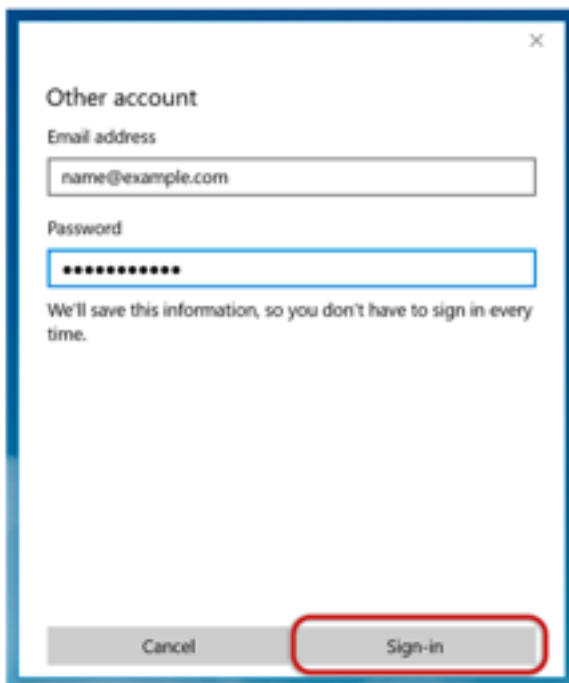 Other account
Email address
name@example.com
Password
•••••••••••
We'll save this information, so you don't have to sign in every
time.
Cancel
Sign-in